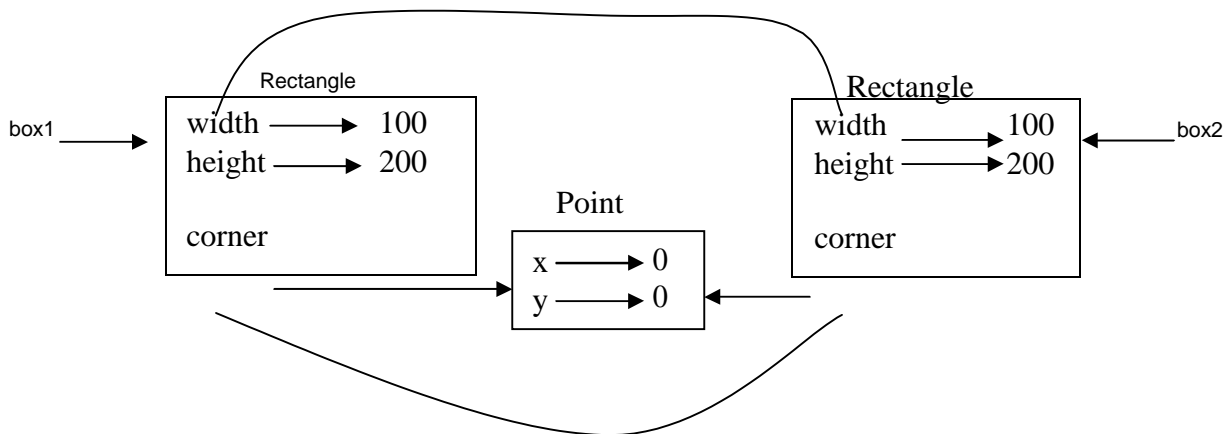 Rectangle
Rectangle
box1
width 100
height 200
corner
Point
x 0
y 0
width 100
height 200
corner
box2